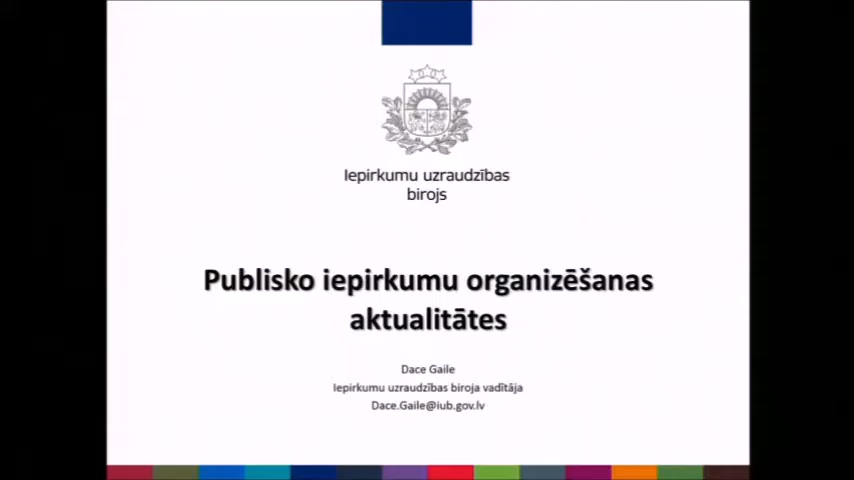 Iepirkumu uzraudzības
birojs
Publisko iepirkumu organizēšanas
aktualitātes
Dace Gaile
Iepirkumu uzraudzības biroja vadītāja
Dace.Gaile@iub.gov.lv